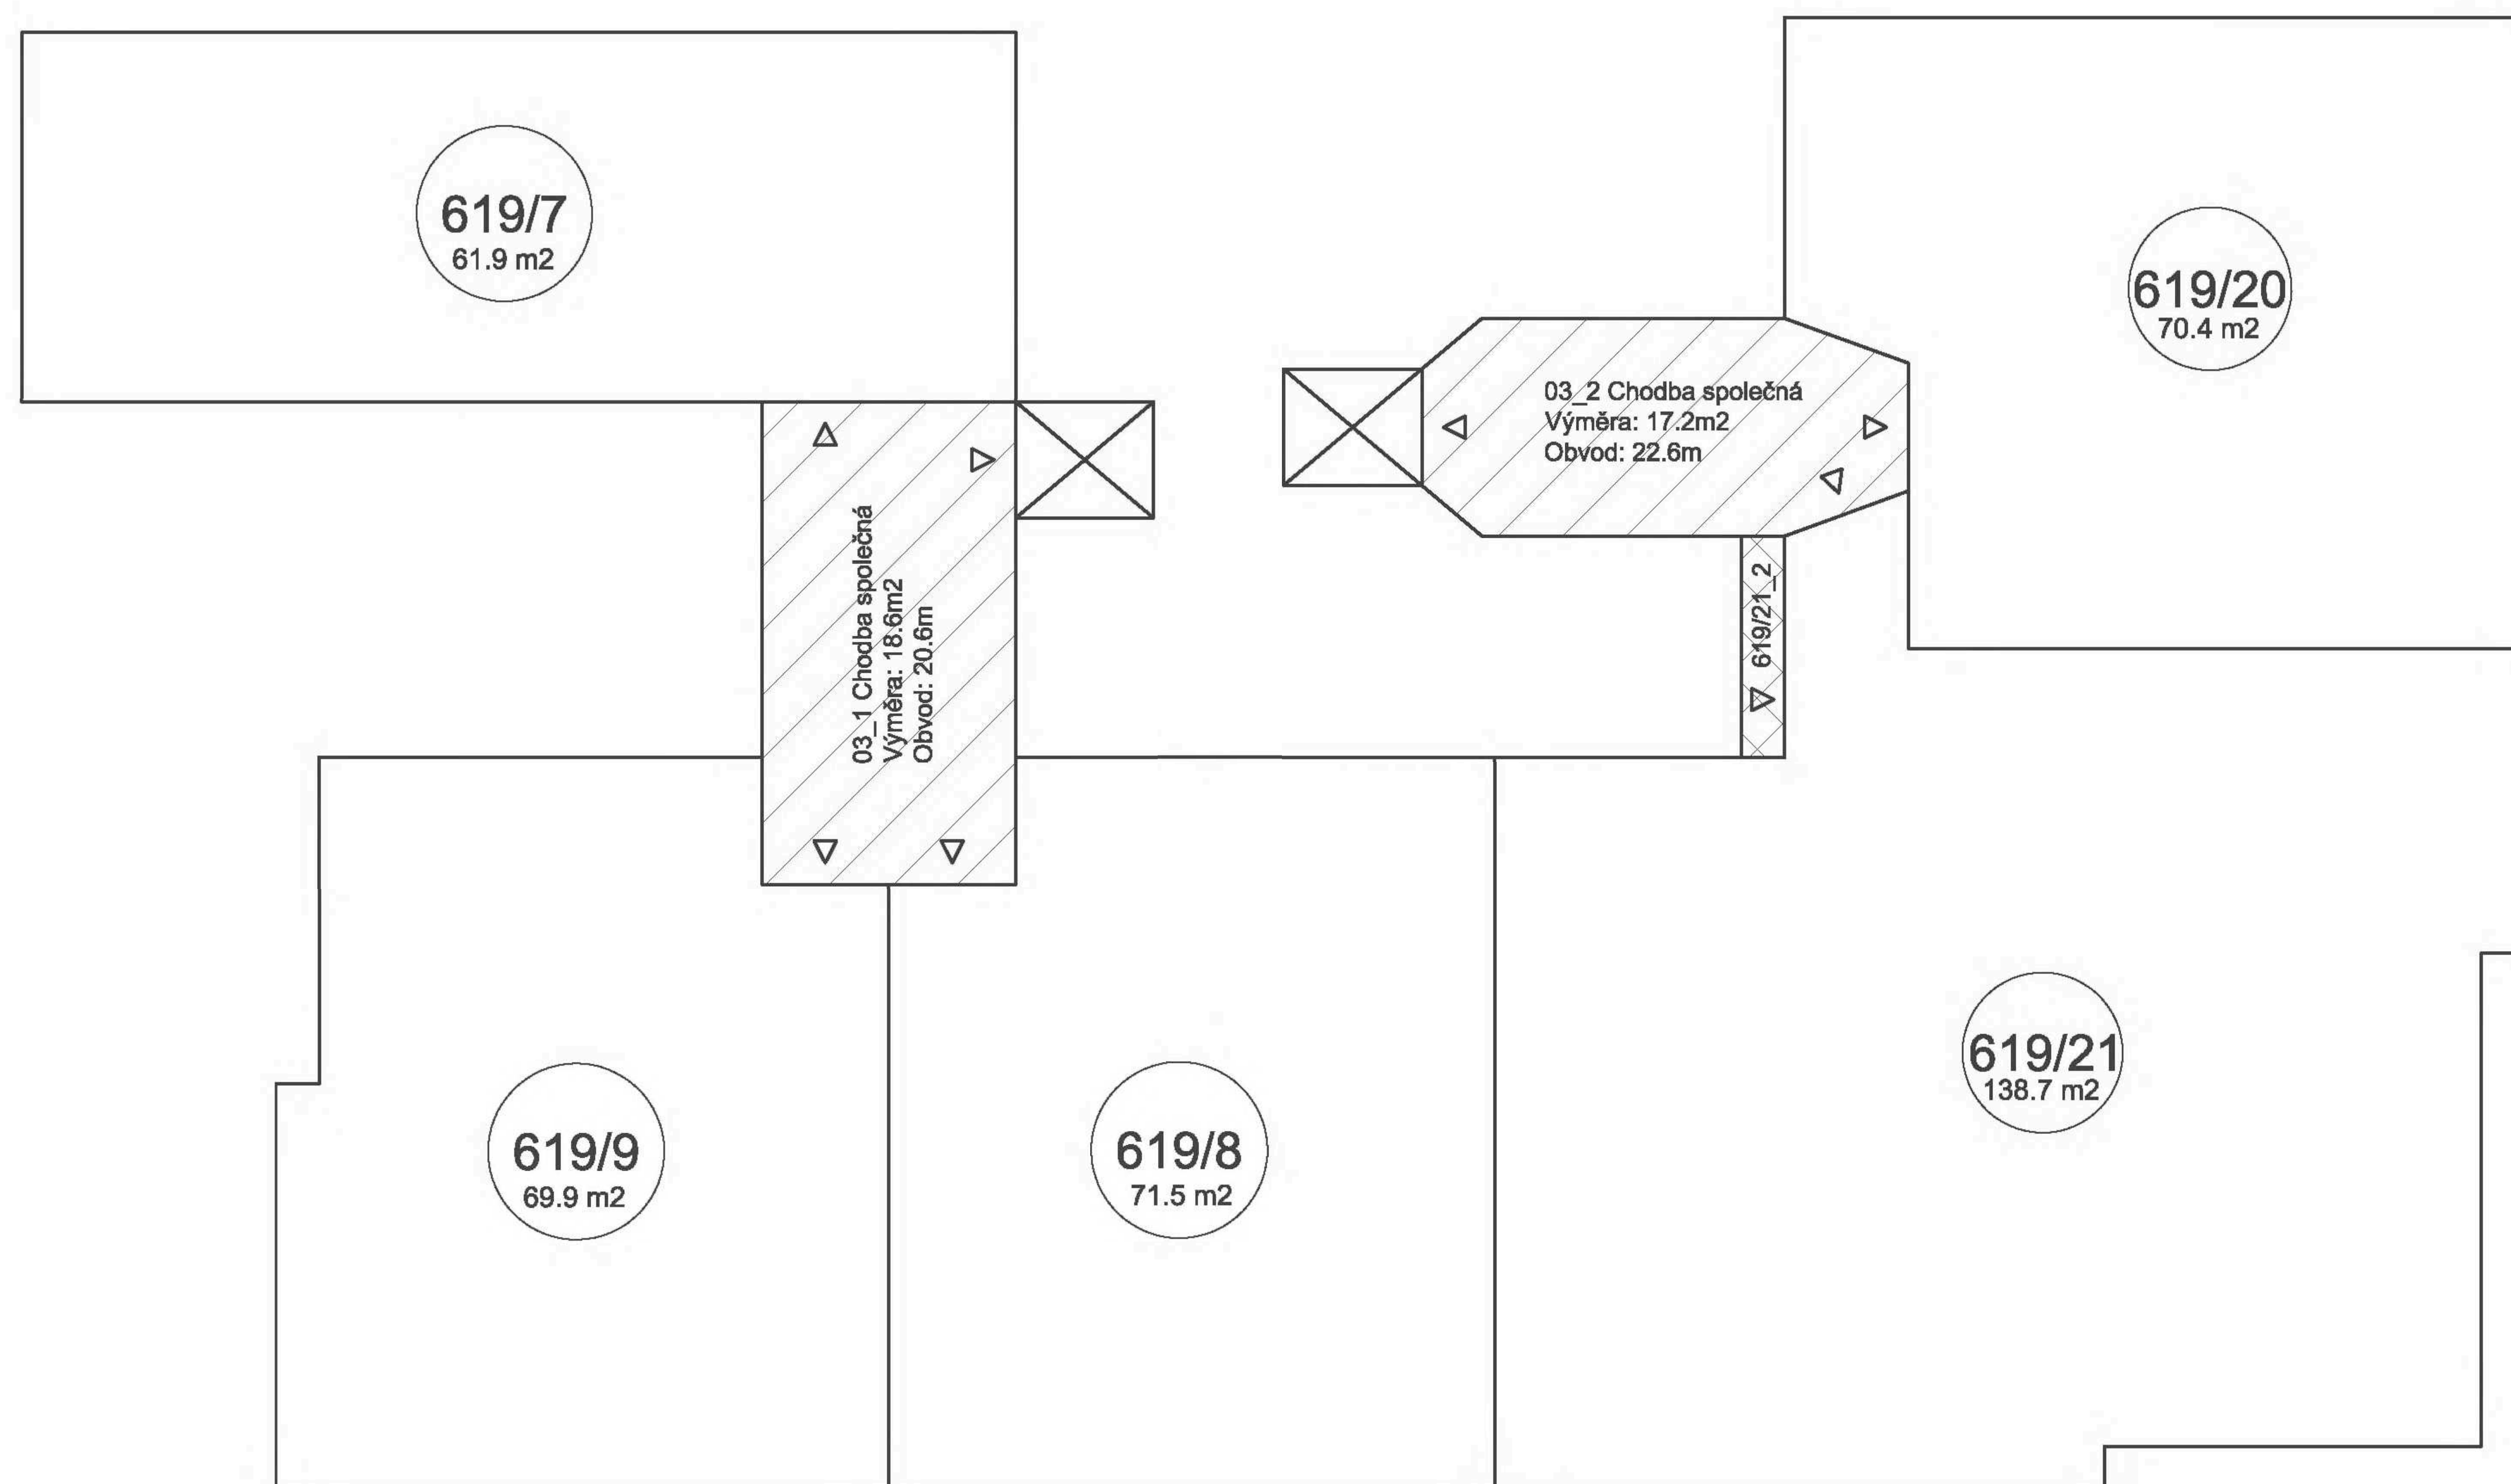 619/7
61.9 m2
619/20
70.4 m2
03_2 Chodba společná
Výměra: 17.2m2
Obvod: 22.6m
03_1 Chodba společná
Výměra: 18.6m2
Obvod: 20.6m
619/21_2
619/9
69.9 m2
619/8
71.5 m2
619/21
138.7 m2